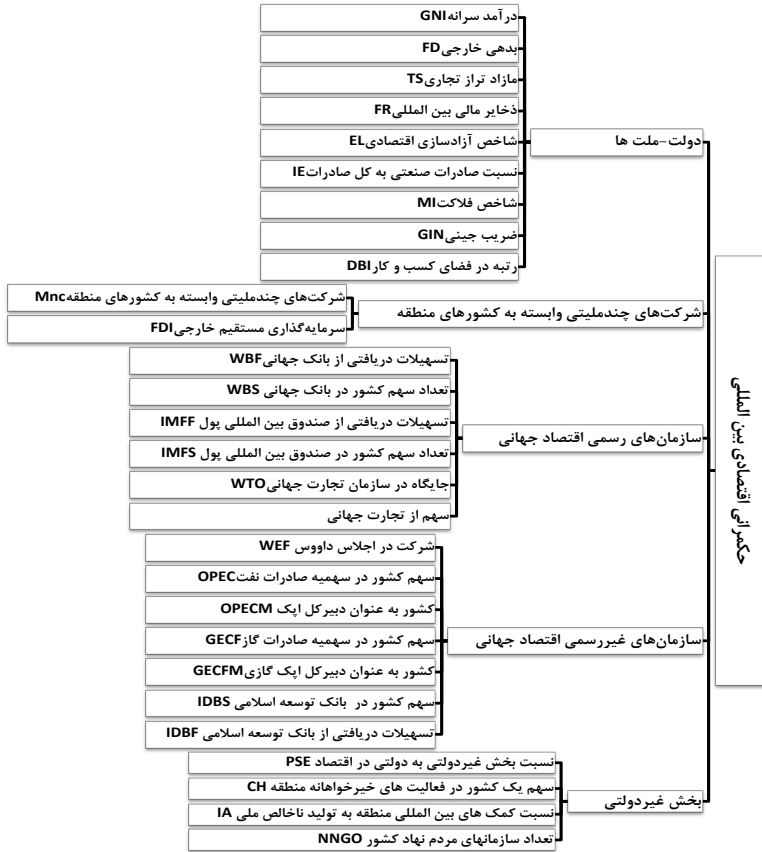 حکمرانی اقتصادی بین المللی
دولت-ملت ها
درآمد سرانهGNI
بدهی خارجیFD
مازاد تراز تجاریTS
ذخایر مالی بین المللیFR
شاخص آزادسازی اقتصادیEL
نسبت صادرات صنعتی به کل صادراتIE
شاخص فلاکتMI
ضریب جینیGIN
رتبه در فضای کسب و کارDBI
شرکت‌های چندملیتی وابسته به کشورهای منطقه
شرکت‌های چندملیتی وابسته به کشورهای منطقهMnc
سرمایه‌گذاری مستقیم خارجیFDI
سازمان‌های رسمی اقتصاد جهانی
تسهیلات دریافتی از بانک جهانیWBF
تعداد سهم کشور در بانک جهانی WBS
تسهیلات دریافتی از صندوق بین المللی پول IMFF
تعداد سهم کشور در صندوق بین المللی پول IMFS
جایگاه در سازمان تجارت جهانیWTO
سهم از تجارت جهانی
سازمان‌های غیررسمی اقتصاد جهانی
شرکت در اجلاس داووس WEF
سهم کشور در سهمیه صادرات نفتOPEC
کشور به عنوان دبیرکل اپک OPECM
سهم کشور در سهمیه صادرات گازGECF
کشور به عنوان دبیرکل اپک گازیGECFM
سهم کشور در بانک توسعه اسلامی IDBS
تسهیلات دریافتی از بانک توسعه اسلامی IDBF
بخش غیردولتی
نسبت بخش غیردولتی به دولتی در اقتصاد PSE
سهم یک کشور در فعالیت های خیرخواهانه منطقه CH
نسبت کمک های بین المللی منطقه به تولید ناخالص ملی IA
تعداد سازمانهای مردم نهاد کشور NNGO